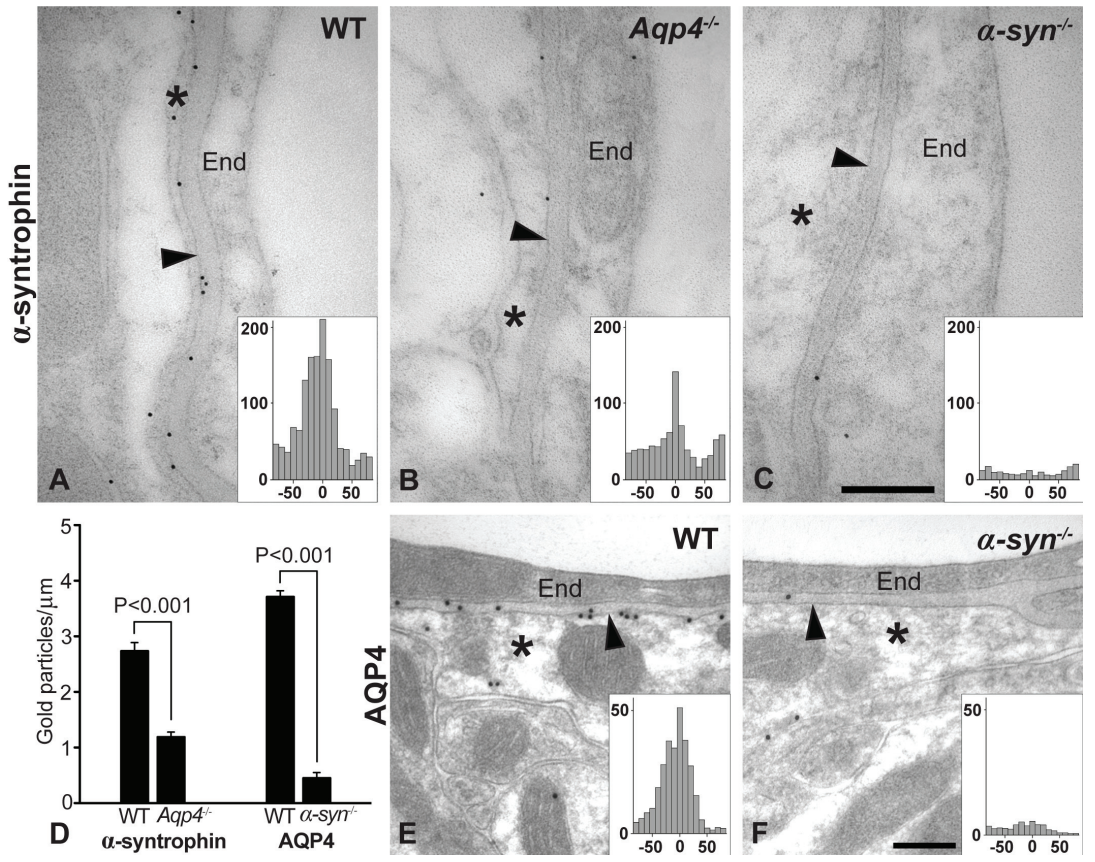 α-syntrophin
WT
*
End
A
200
100
0
-50 0 50
Aqp4-/-
End
*
B
200
100
0
-50 0 50
α-syn-/-
End
*
C
200
100
0
-50 0 50
Gold particles/μm
5
4
3
2
1
0
P<0.001
P<0.001
WT Aqp4-/-
WT α-syn-/-
α-syntrophin
AQP4
D
AQP4
WT
End
*
E
50
0
-50 0 50
α-syn-/-
End
*
F
50
0
-50 0 50